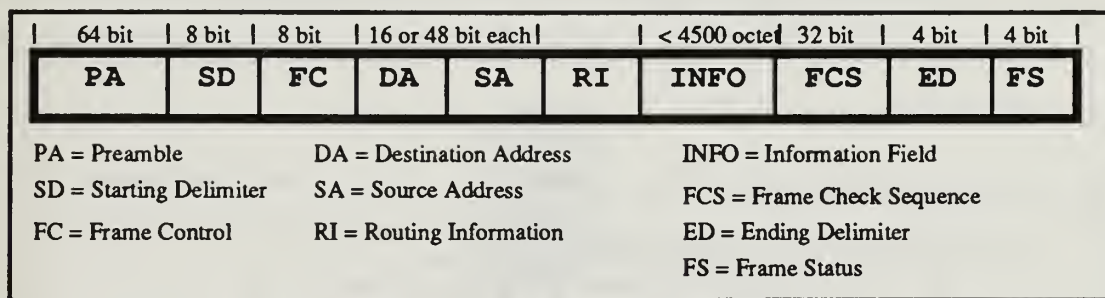 64 bit | 8 bit | 8 bit | 16 or 48 bit each | | < 4500 octet 32 bit | 4 bit | 4 bit
PA SD FC DA SA RI INFO FCS ED FS
PA = Preamble DA = Destination Address INFO = Information Field
SD = Starting Delimiter SA = Source Address FCS = Frame Check Sequence
FC = Frame Control RI = Routing Information ED = Ending Delimiter
FS = Frame Status